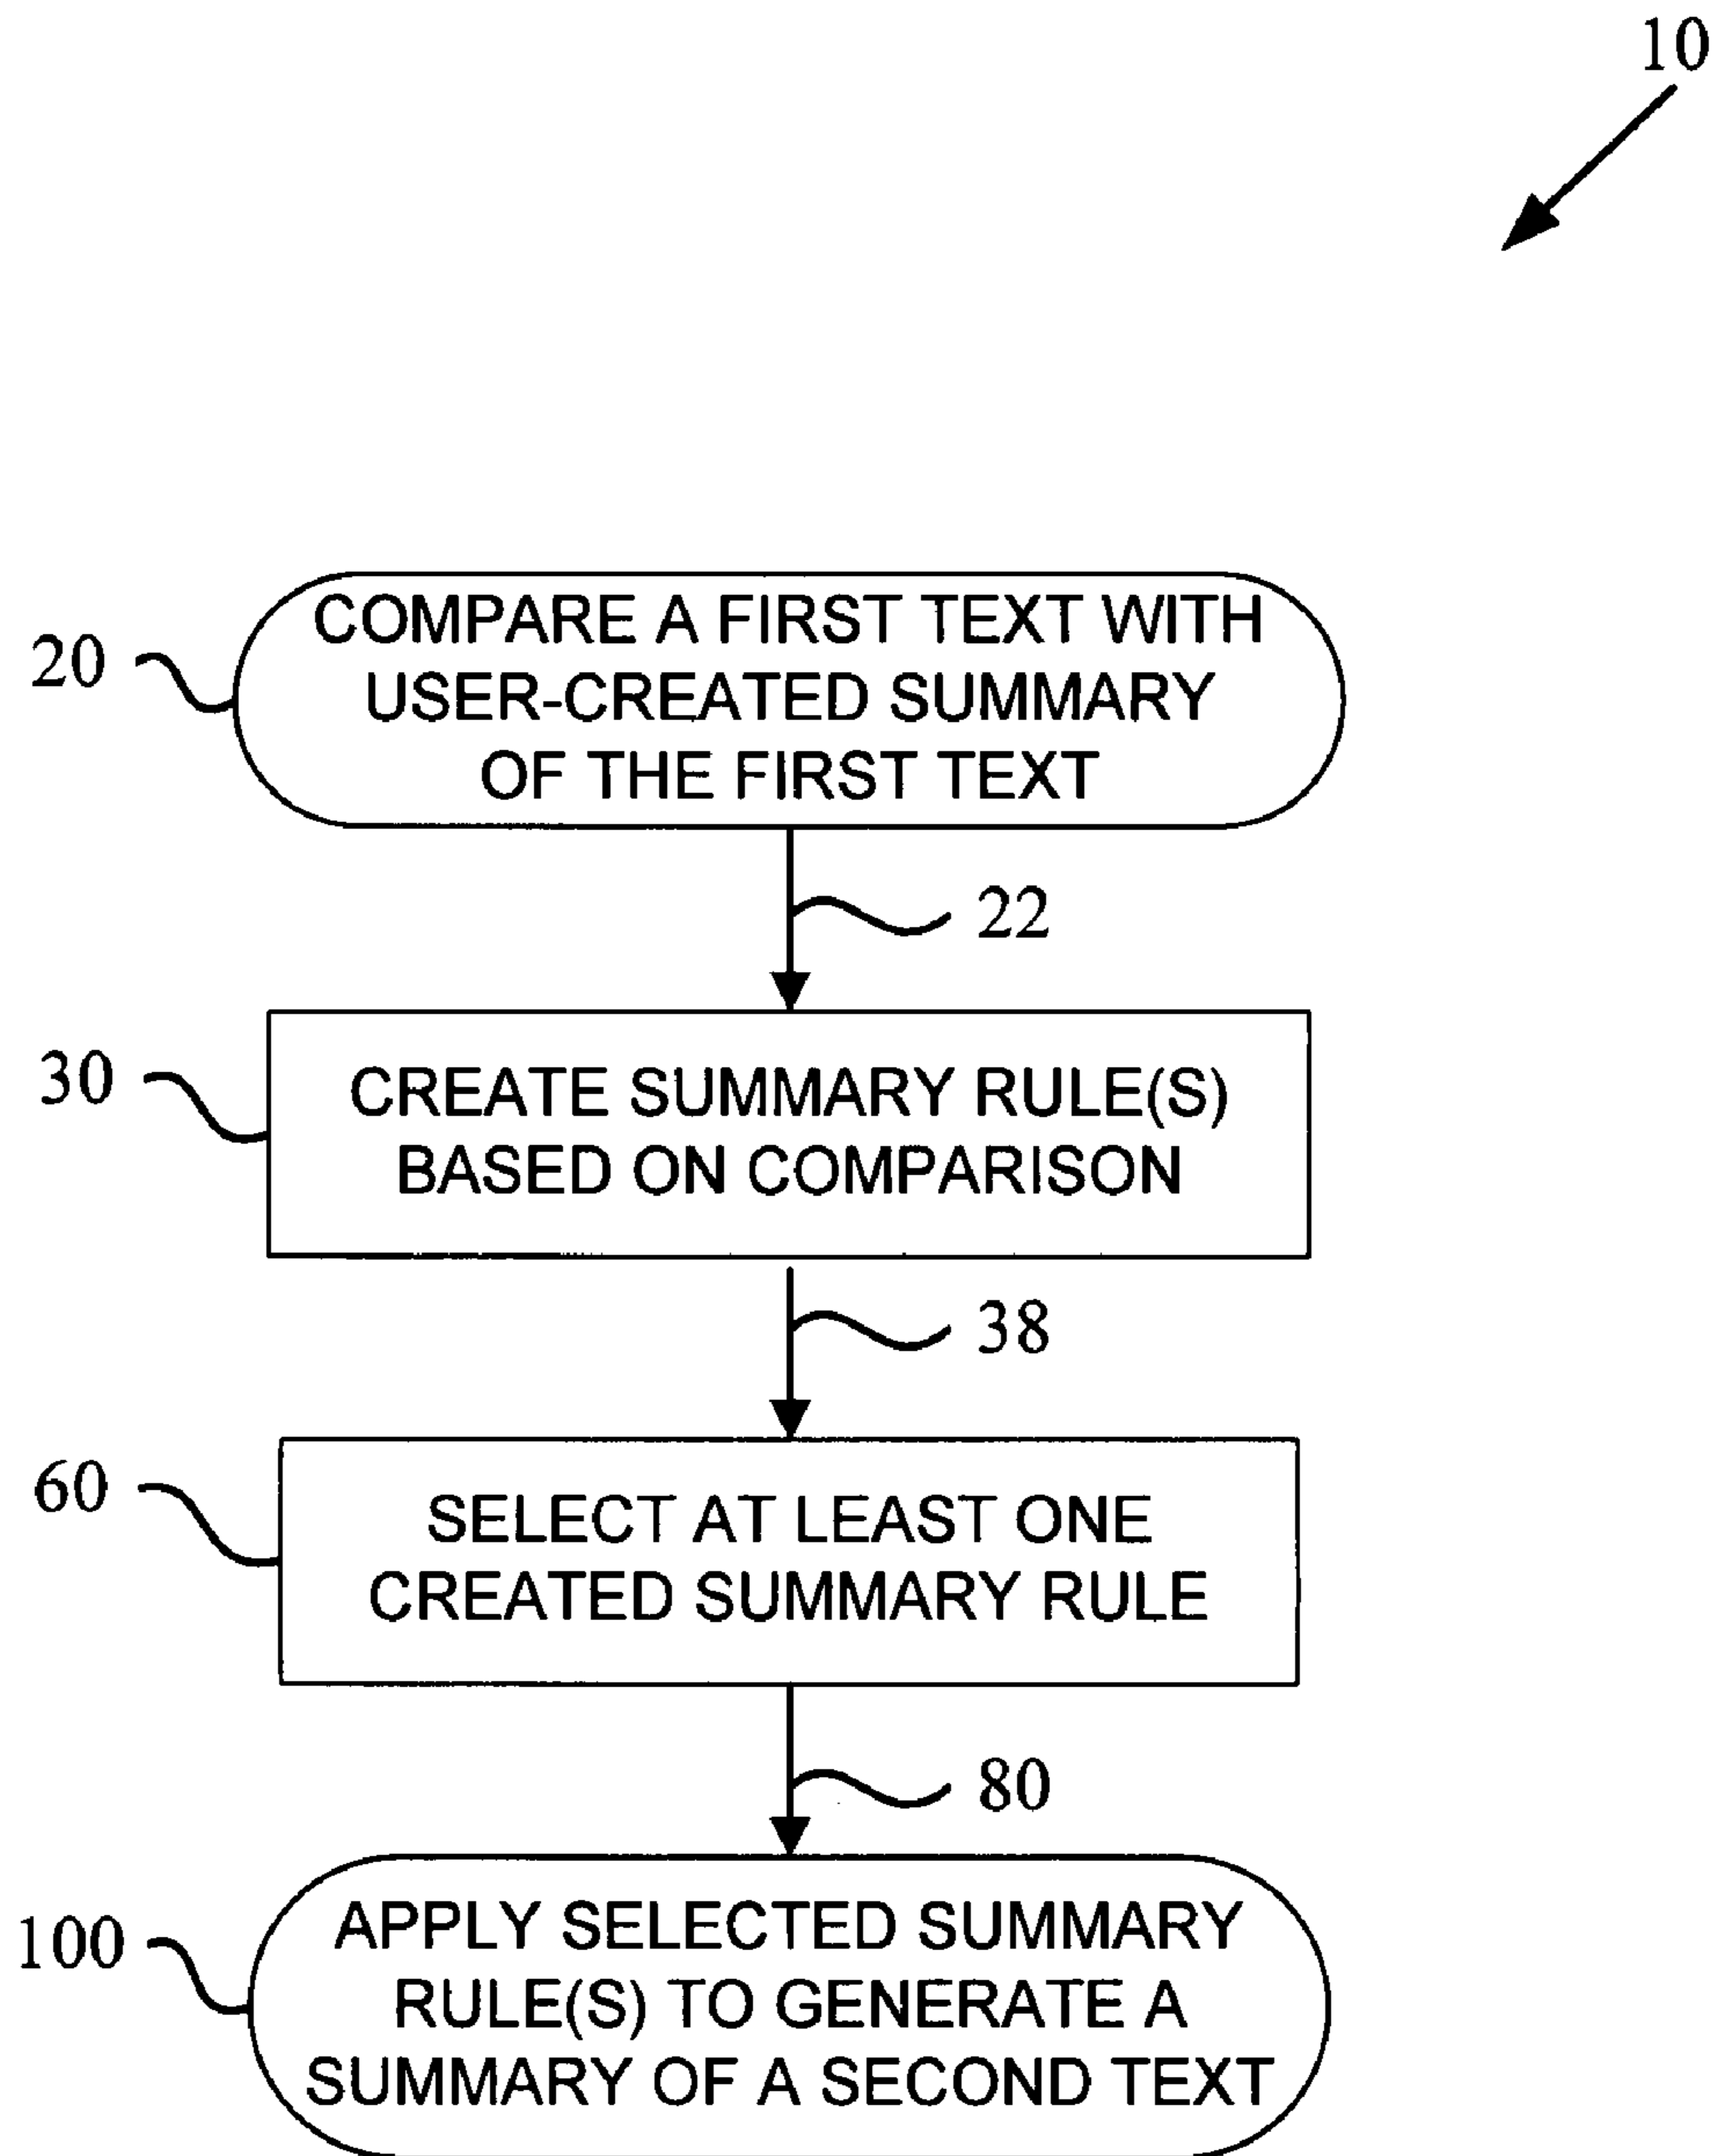 10
20
COMPARE A FIRST TEXT WITH
USER-CREATED SUMMARY
OF THE FIRST TEXT
22
30
CREATE SUMMARY RULE(S)
BASED ON COMPARISON
38
60
SELECT AT LEAST ONE
CREATED SUMMARY RULE
80
100
APPLY SELECTED SUMMARY
RULE(S) TO GENERATE A
SUMMARY OF A SECOND TEXT